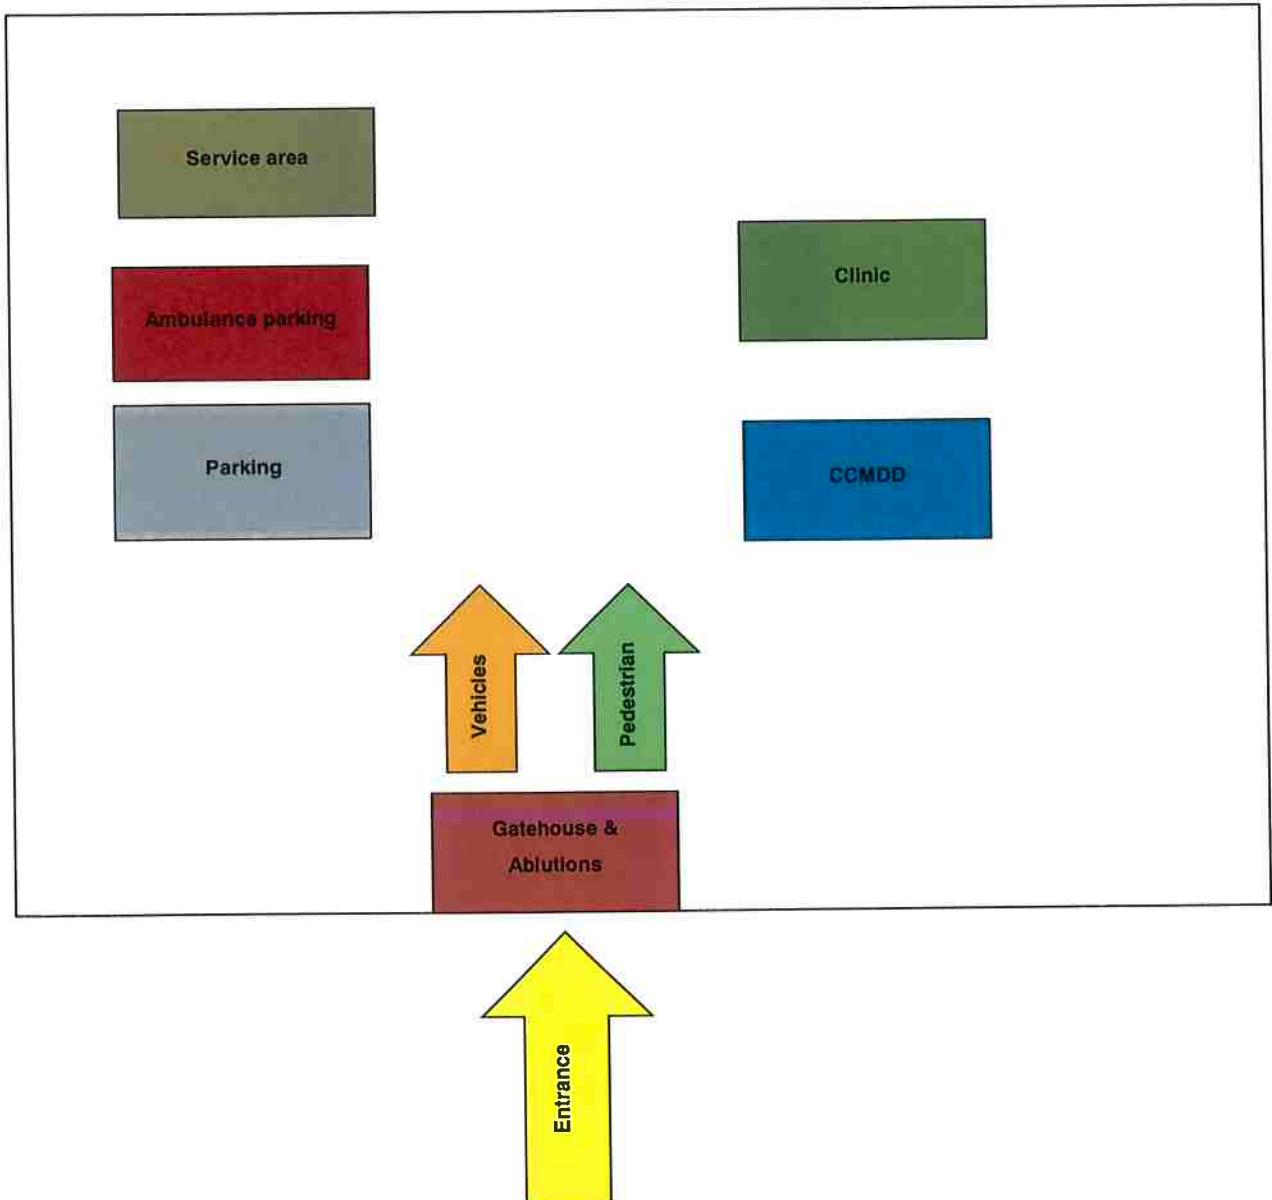 Service area
Clinic
Ambulance parking
Parking
CCMDD
Vehicles
Pedestrian
Gatehouse &
Ablutions
Entrance